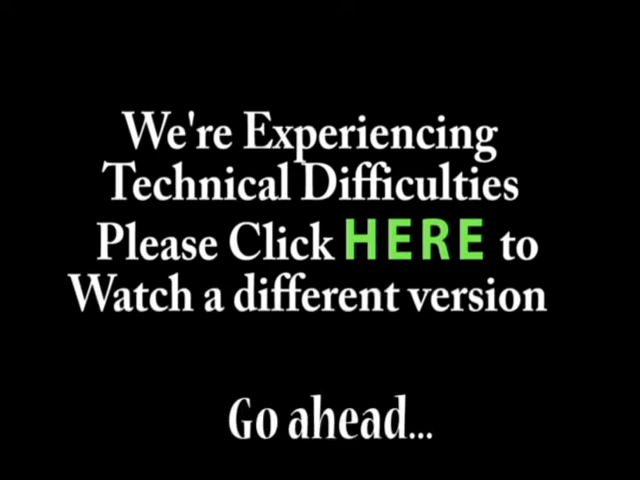 We're Experiencing
Technical Difficulties
Please Click HERE to
Watch a different version
Go ahead...